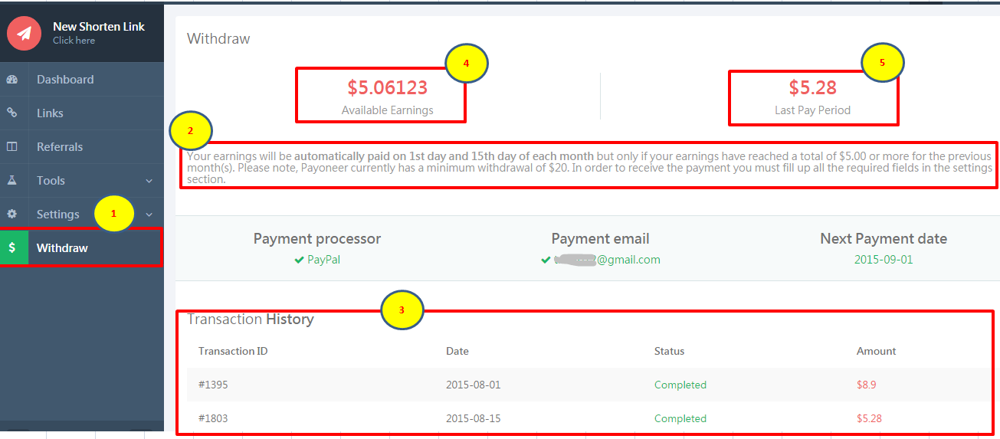 New Shorten Link
Click here
Dashboard
Links
Referrals
Tools
Settings
1
Withdraw
Withdraw
4
$5.06123
Available Earnings
5
$5.28
Last Pay Period
2
Your earnings will be automatically paid on 1st day and 15th day of each month but only if your earnings have reached a total of $5.00 or more for the previous
month(s). Please note, Payoneer currently has a minimum withdrawal of $20. In order to receive the payment you must fill up all the required fields in the settings
section.
Payment processor
PayPal
Payment email
@gmail.com
Next Payment date
2015-09-01
3
Transaction History
Transaction ID Date Status Amount
#1395 2015-08-01 Completed $8.9
#1803 2015-08-15 Completed $5.28